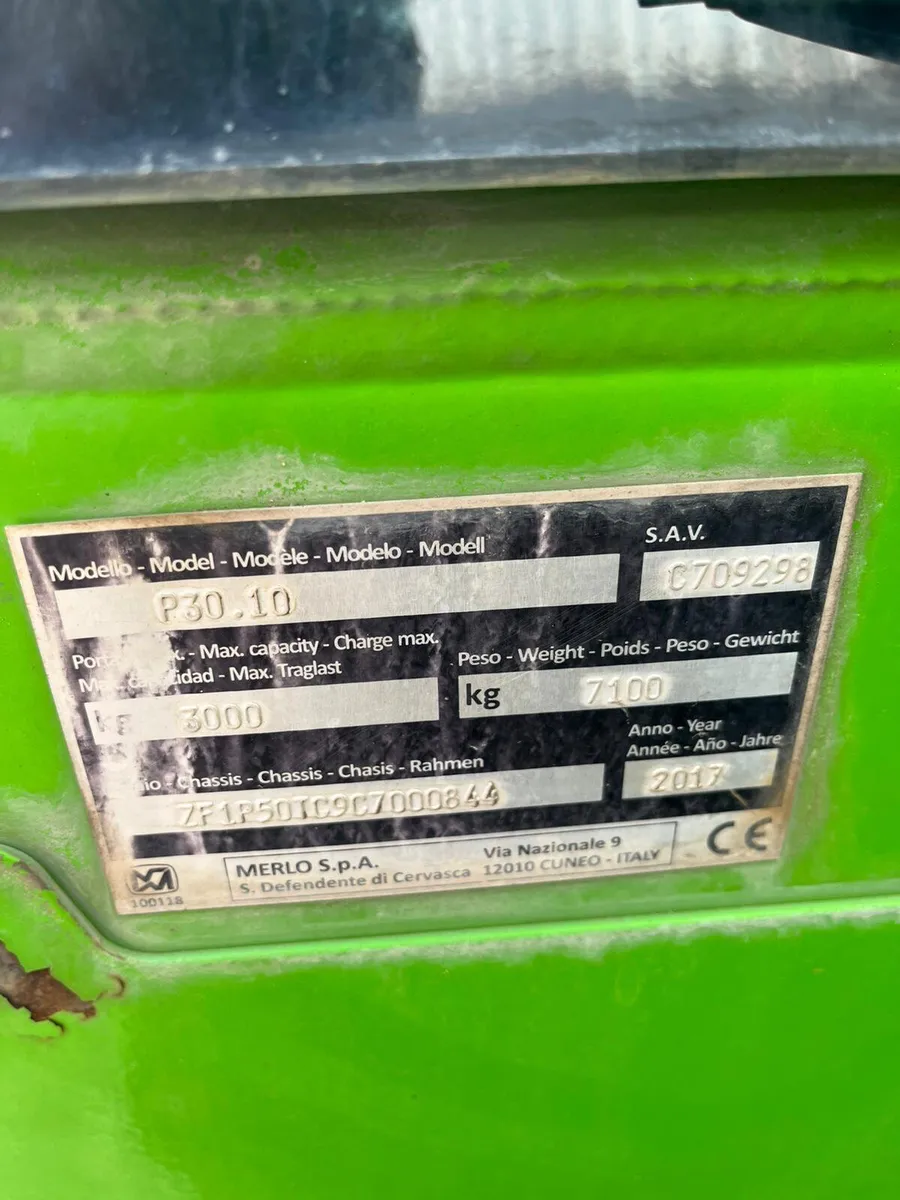 Modello - Model - Modèle - Modelo - Modell
S.A.V.
P30.10
C709298
- Max. capacity - Charge max.
- Max. Traglast
Peso - Weight - Poids - Peso - Gewicht
kg 3000
kg 7100
Anno - Year
Année - Año - Jahre
- Chassis - Chassis - Chasis - Rahmen
2017
ZF1P50TC9C7000844
MERLO S.p.A.
Via Nazionale 9
S. Defendente di Cervasca 12010 CUNEO - ITALY
CE
100118